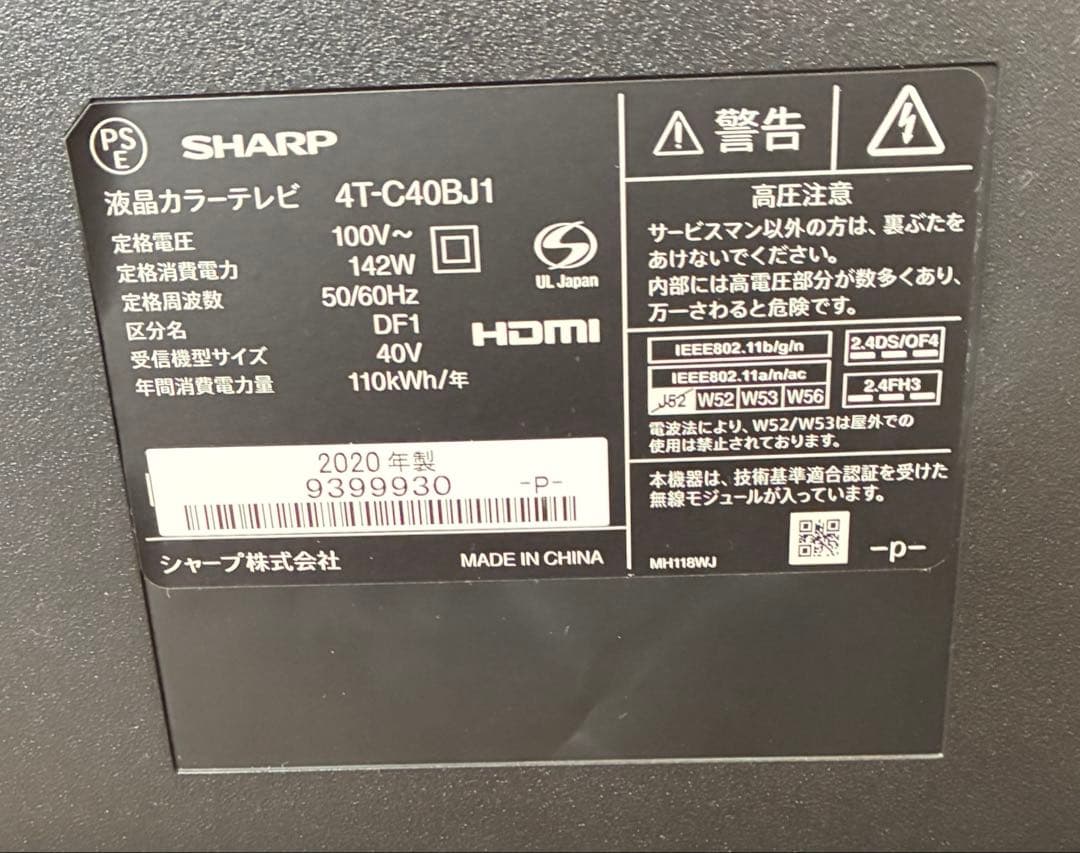 PS
E
SHARP
液晶カラーテレビ 4T-C40BJ1
定格電圧 100V~
定格消費電力 142W
定格周波数 50/60Hz
区分名 DF1
受信機型サイズ 40V
年間消費電力量 110kWh/年
UL Japan
HDMI
2020年製
9399930 -P-
シャープ株式会社 MADE IN CHINA
警告
高圧注意
サービスマン以外の方は、裏ぶたを
あけないでください。
内部には高電圧部分が数多くあり、
万一さわると危険です。
IEEE802.11b/g/n
IEEE802.11a/n/ac
J52 W52 W53 W56
2.4DS/OF4
2.4FH3
電波法により、W52/W53は屋外での
使用は禁止されております。
本機器は、技術基準適合認証を受けた
無線モジュールが入っています。
MH118WJ -p-